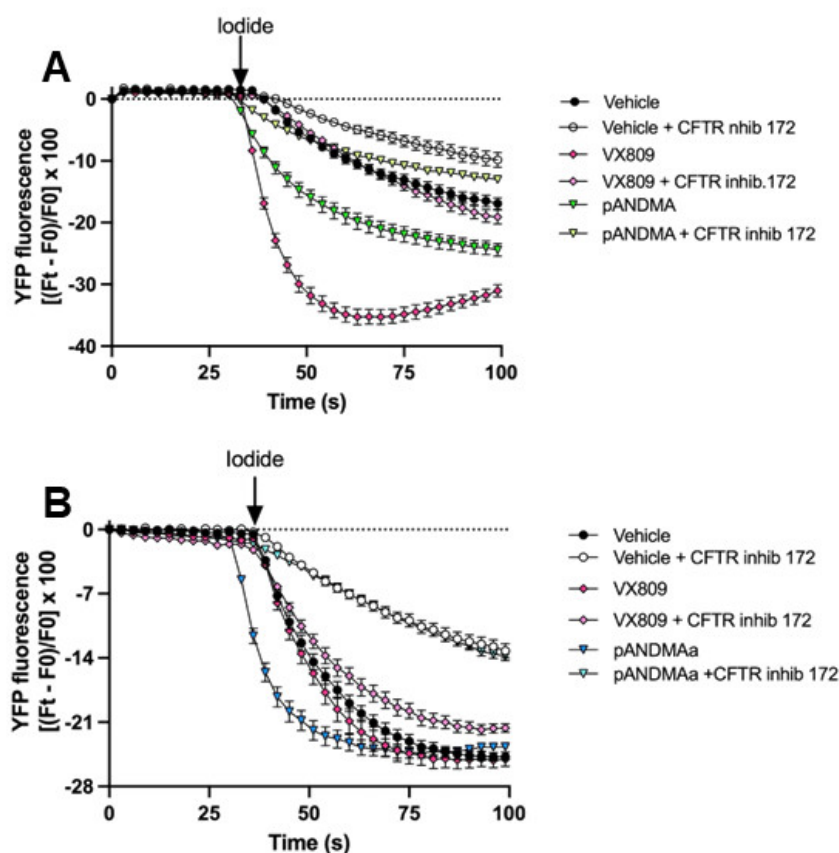 Iodide
A
0
-10
-20
-30
-40
YFP fluorescence
[(Ft - F0)/F0] x 100
0 25 50 75 100
Time (s)
Vehicle
Vehicle + CFTR nhib 172
VX809
VX809 + CFTR inhib.172
pANDMA
pANDMA + CFTR inhib 172
Iodide
B
0
-7
-14
-21
-28
YFP fluorescence
[(Ft - F0)/F0] x 100
0 25 50 75 100
Time (s)
Vehicle
Vehicle + CFTR inhib 172
VX809
VX809 + CFTR inhib 172
pANDMAa
pANDMAa +CFTR inhib 172